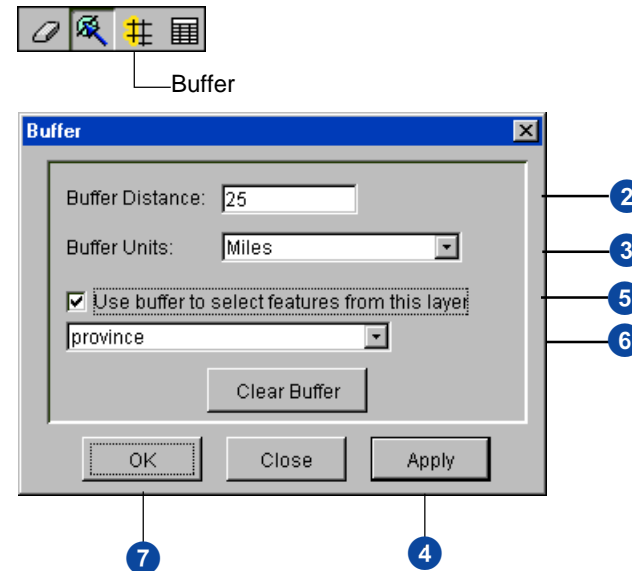 Buffer
Buffer
Buffer Distance: 25
2
Buffer Units: Miles
3
Use buffer to select features from this layer
5
province
6
Clear Buffer
OK Close Apply
7 4